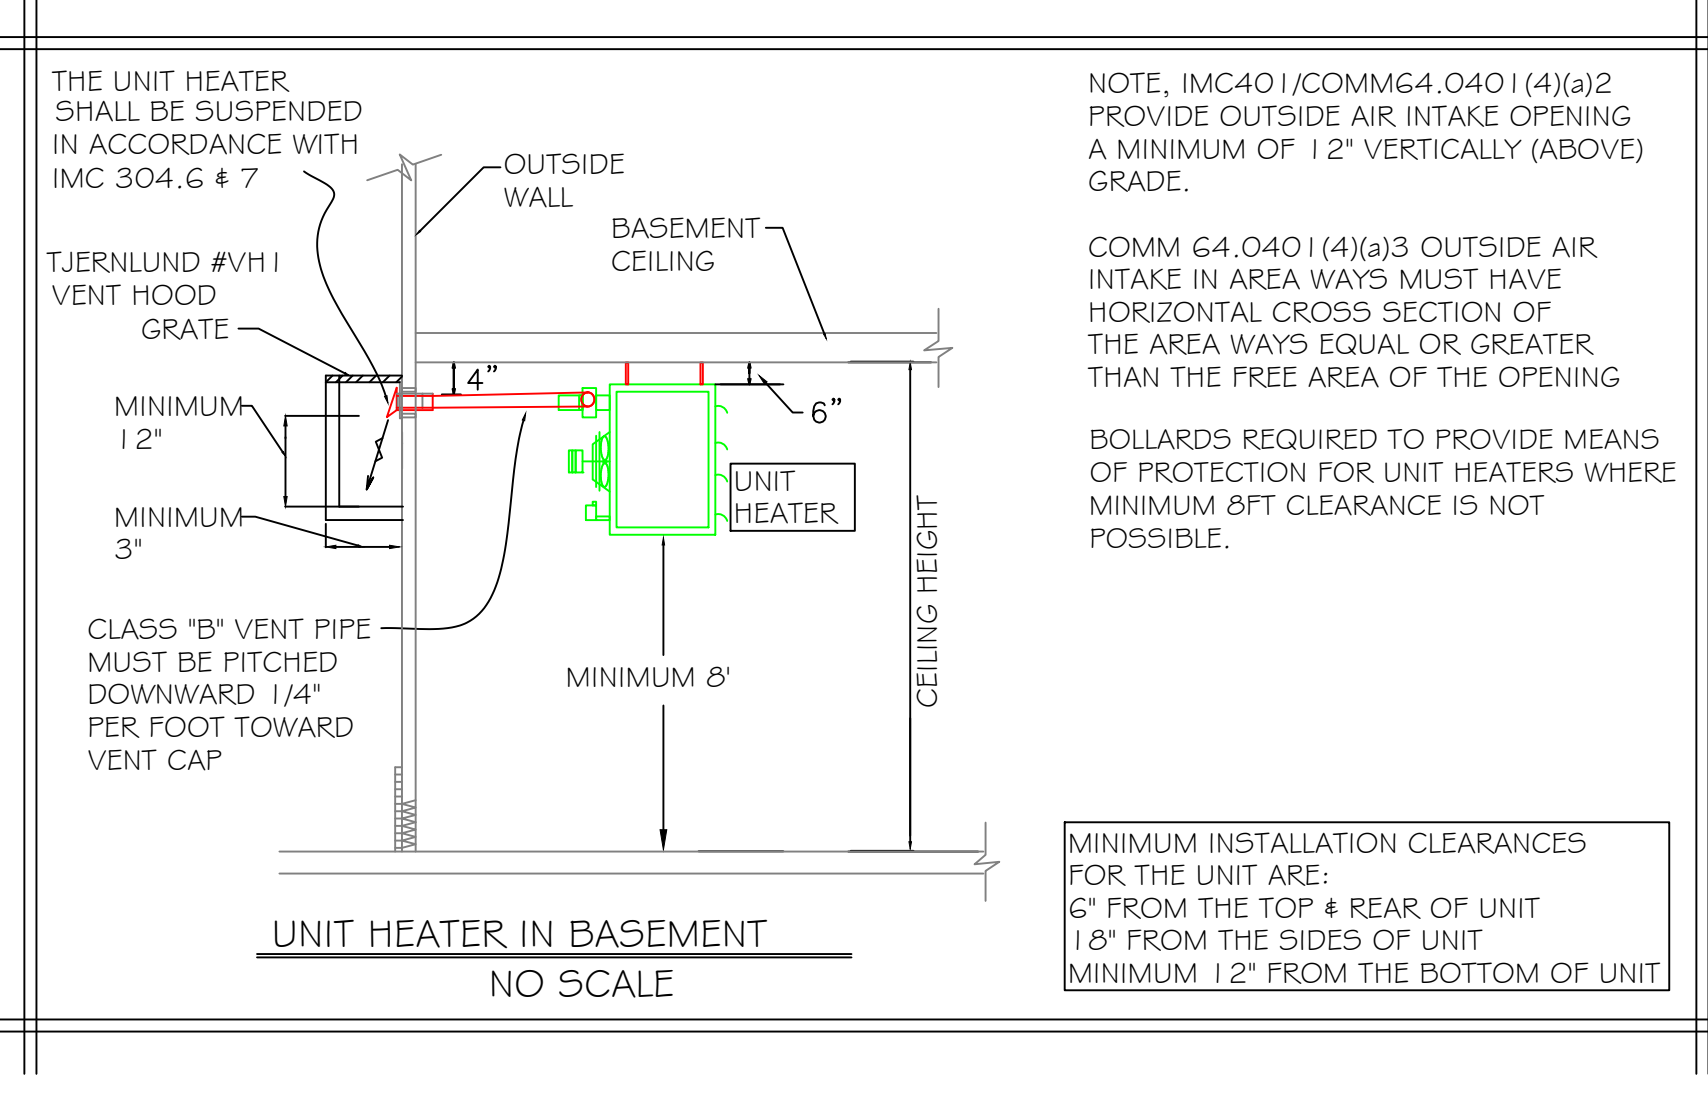 THE UNIT HEATER
SHALL BE SUSPENDED
IN ACCORDANCE WITH
IMC 304.6 & 7
TJERNLUND #VH1
VENT HOOD
GRATE
MINIMUM
12"
MINIMUM
3"
CLASS "B" VENT PIPE
MUST BE PITCHED
DOWNWARD 1/4"
PER FOOT TOWARD
VENT CAP
OUTSIDE
WALL
BASEMENT
CEILING
4”
6”
UNIT
HEATER
MINIMUM 8'
CEILING HEIGHT
UNIT HEATER IN BASEMENT
NO SCALE
NOTE, IMC401/COMM64.0401(4)(a)2
PROVIDE OUTSIDE AIR INTAKE OPENING
A MINIMUM OF 12" VERTICALLY (ABOVE)
GRADE.
COMM 64.0401(4)(a)3 OUTSIDE AIR
INTAKE IN AREA WAYS MUST HAVE
HORIZONTAL CROSS SECTION OF
THE AREA WAYS EQUAL OR GREATER
THAN THE FREE AREA OF THE OPENING
BOLLARDS REQUIRED TO PROVIDE MEANS
OF PROTECTION FOR UNIT HEATERS WHERE
MINIMUM 8FT CLEARANCE IS NOT
POSSIBLE.
MINIMUM INSTALLATION CLEARANCES
FOR THE UNIT ARE:
6" FROM THE TOP & REAR OF UNIT
18" FROM THE SIDES OF UNIT
MINIMUM 12" FROM THE BOTTOM OF UNIT